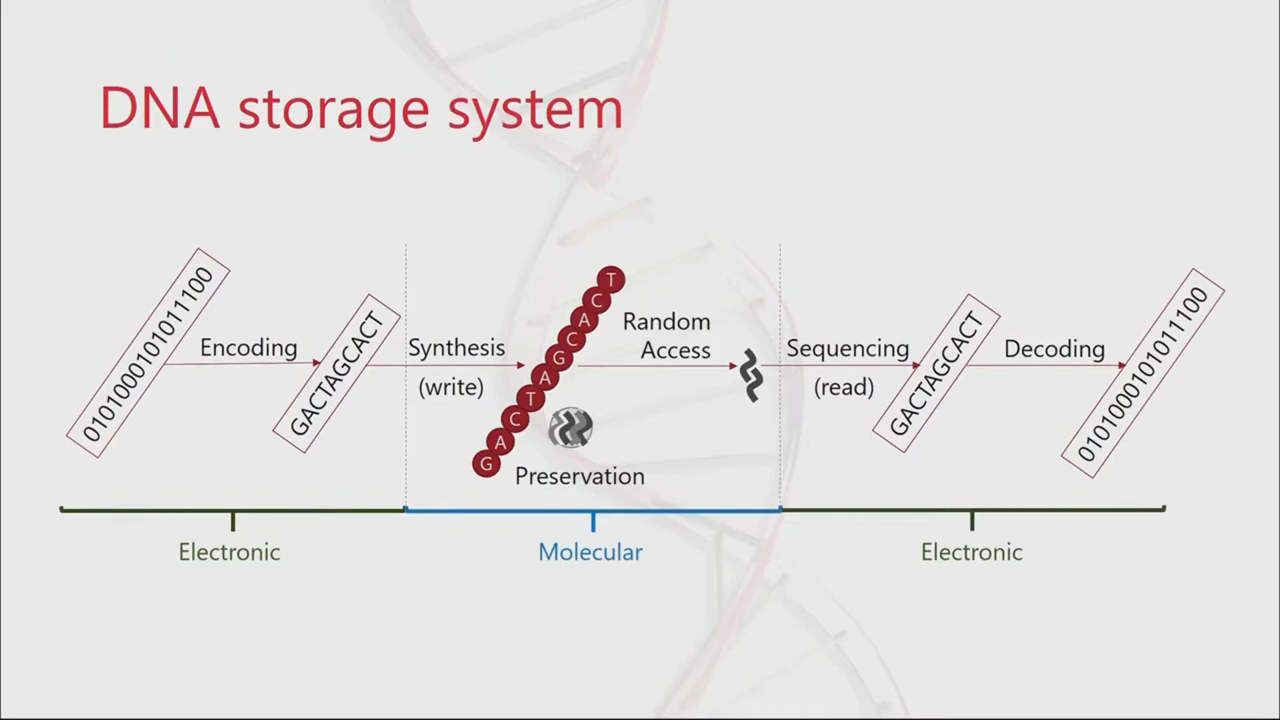 DNA storage system
0101000101011100
Encoding
GACTAGCACT
Synthesis
(write)
G A C T A G C A C T
Preservation
Random
Access
Sequencing
(read)
GACTAGCACT
Decoding
0101000101011100
Electronic
Molecular
Electronic